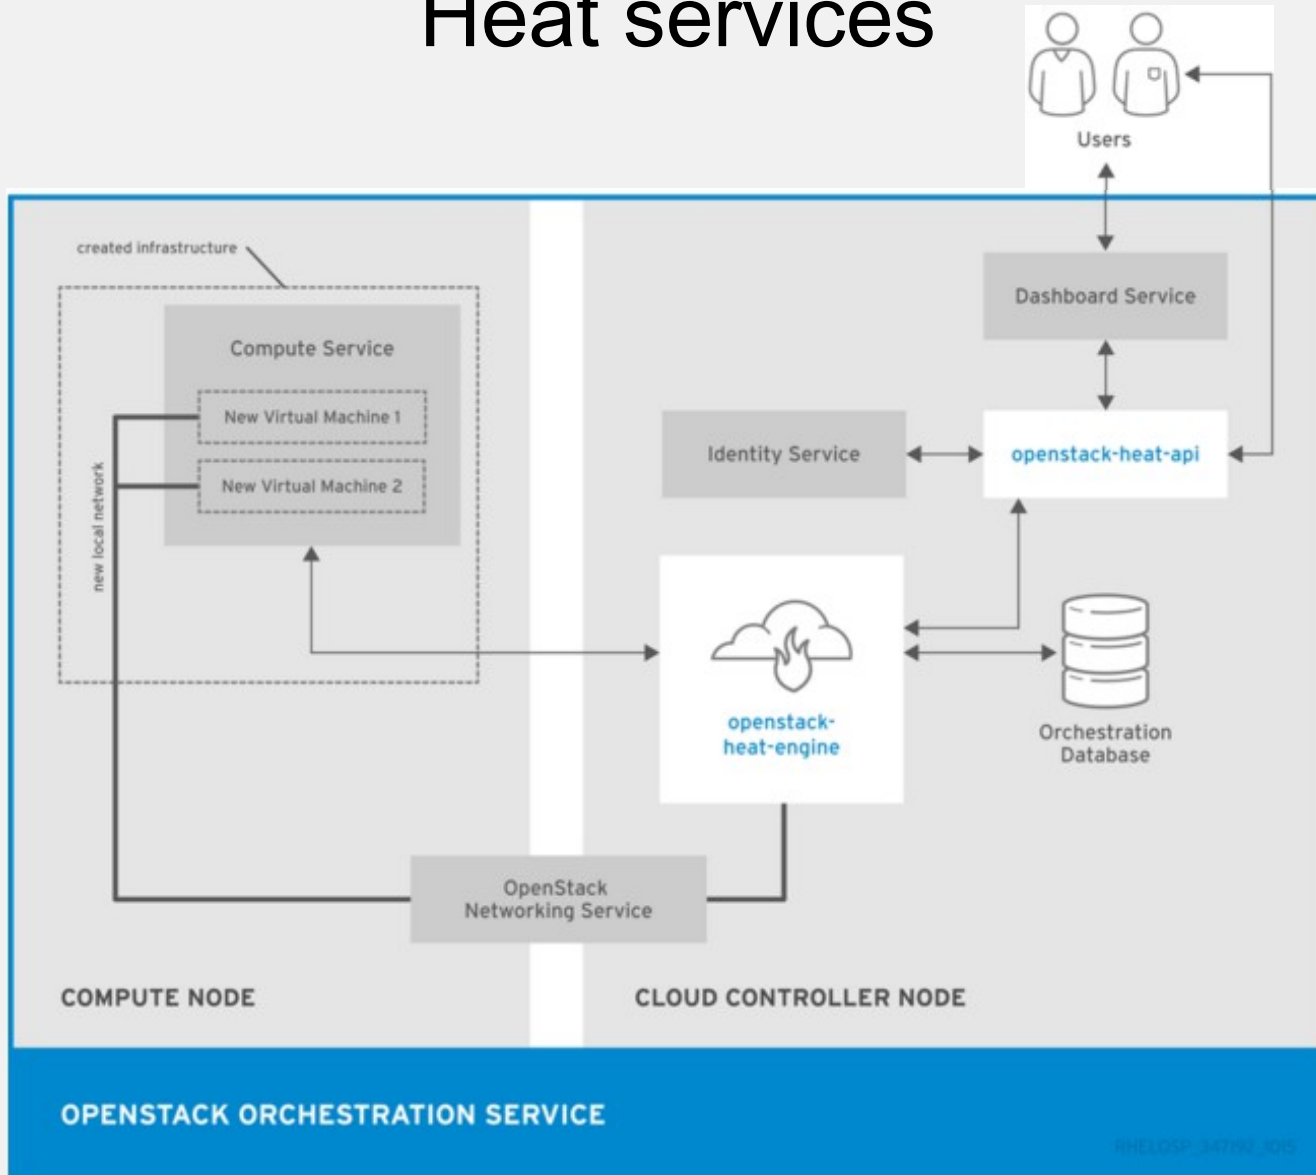 Heat services
Users
created infrastructure
Compute Service
New Virtual Machine 1
New Virtual Machine 2
new local network
Dashboard Service
Identity Service
openstack-heat-api
openstack-
heat-engine
Orchestration
Database
OpenStack
Networking Service
COMPUTE NODE
CLOUD CONTROLLER NODE
OPENSTACK ORCHESTRATION SERVICE
RHELOSP_347192_1015